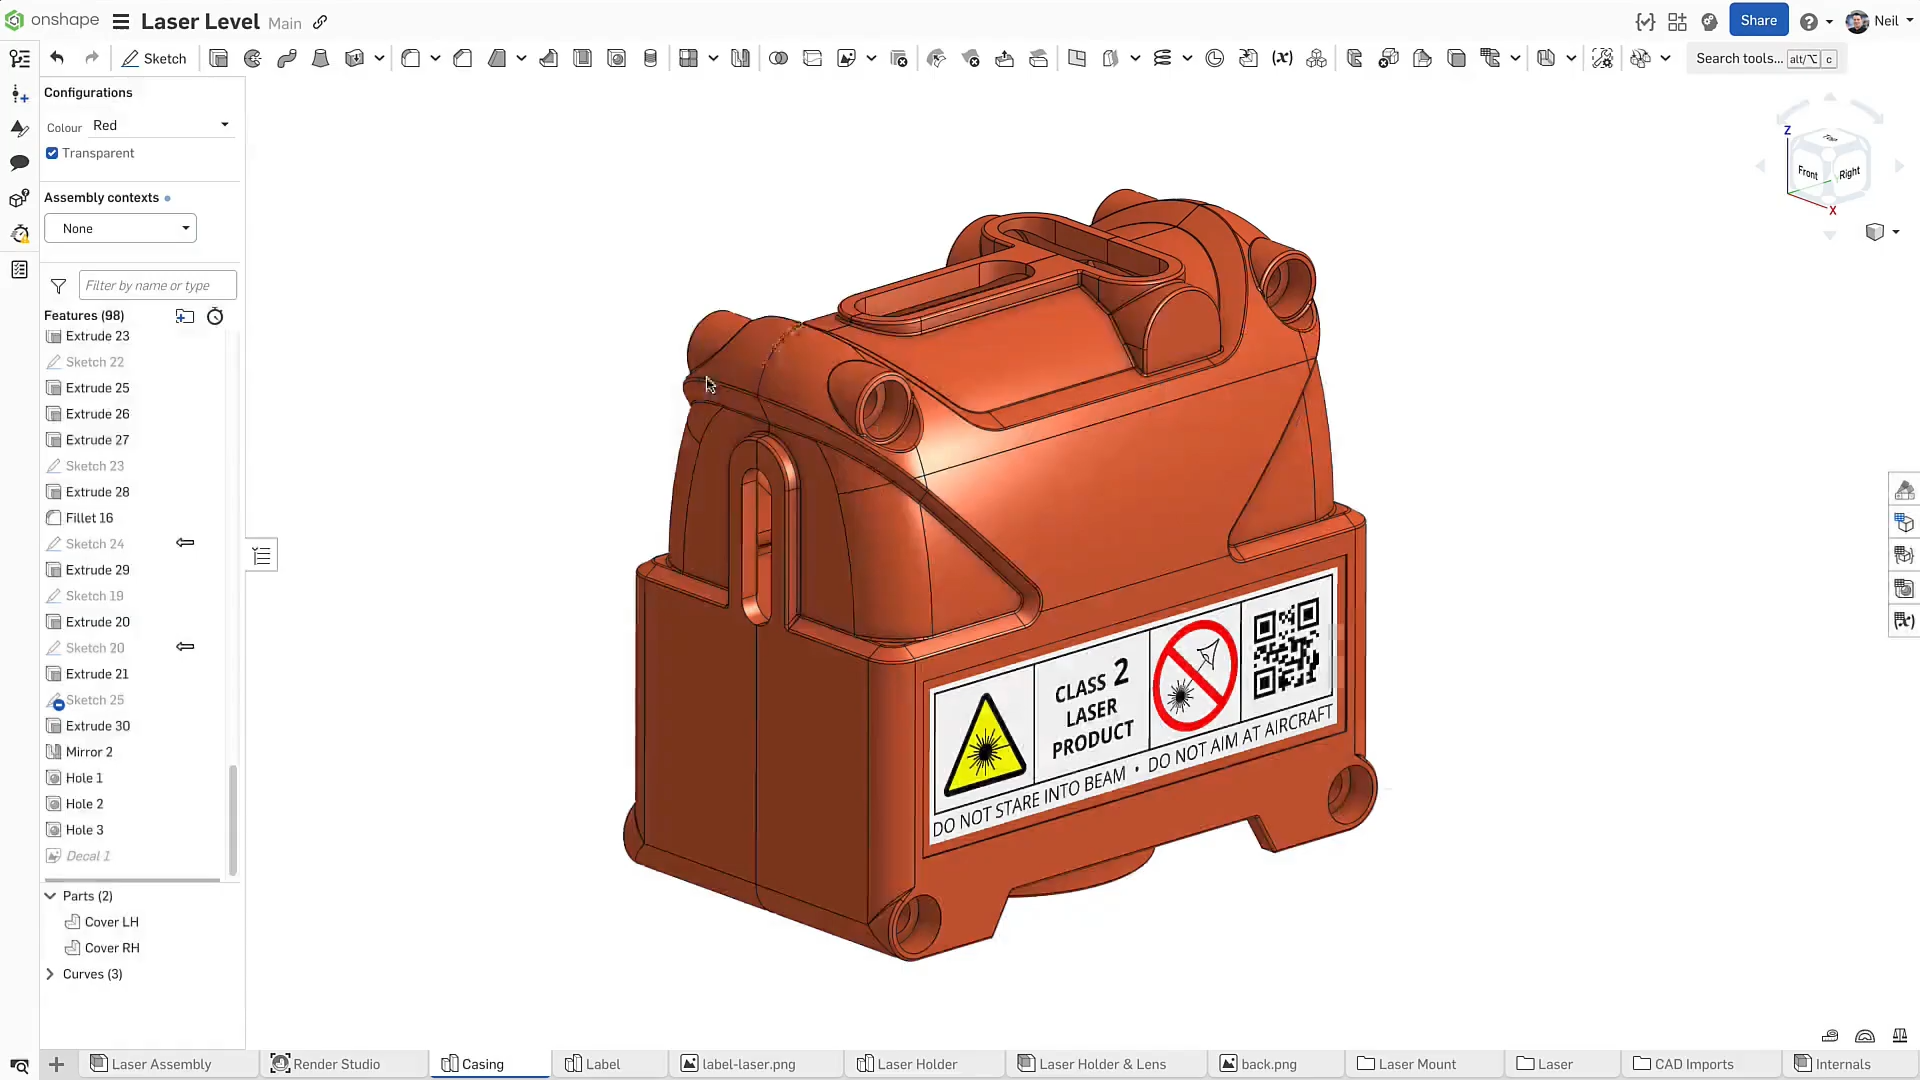 onshape
Laser Level Main
Share
Neil
Sketch
Search tools... alt/⌥ c
Configurations
Colour Red
Transparent
Assembly contexts
None
Filter by name or type
Features (98)
Extrude 23
Sketch 22
Extrude 25
Extrude 26
Extrude 27
Sketch 23
Extrude 28
Fillet 16
Sketch 24
Extrude 29
Sketch 19
Extrude 20
Sketch 20
Extrude 21
Sketch 25
Extrude 30
Mirror 2
Hole 1
Hole 2
Hole 3
Decal 1
Parts (2)
Cover LH
Cover RH
Curves (3)
Z
Top
Front
Right
X
CLASS 2
LASER
PRODUCT
DO NOT STARE INTO BEAM • DO NOT AIM AT AIRCRAFT
Laser Assembly
Render Studio
Casing
Label
label-laser.png
Laser Holder
Laser Holder & Lens
back.png
Laser Mount
Laser
CAD Imports
Internals